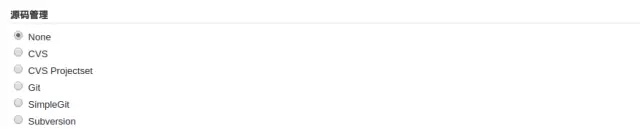 源码管理
None
CVS
CVS Projectset
Git
SimpleGit
Subversion